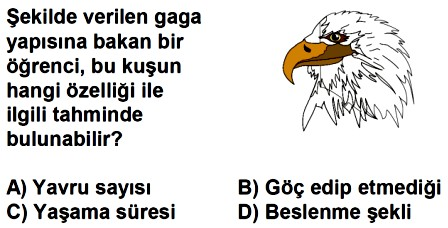 Şekilde verilen gaga
yapısına bakan bir
öğrenci, bu kuşun
hangi özelliği ile
ilgili tahminde
bulunabilir?
A) Yavru sayısı B) Göç edip etmediği
C) Yaşama süresi D) Beslenme şekli